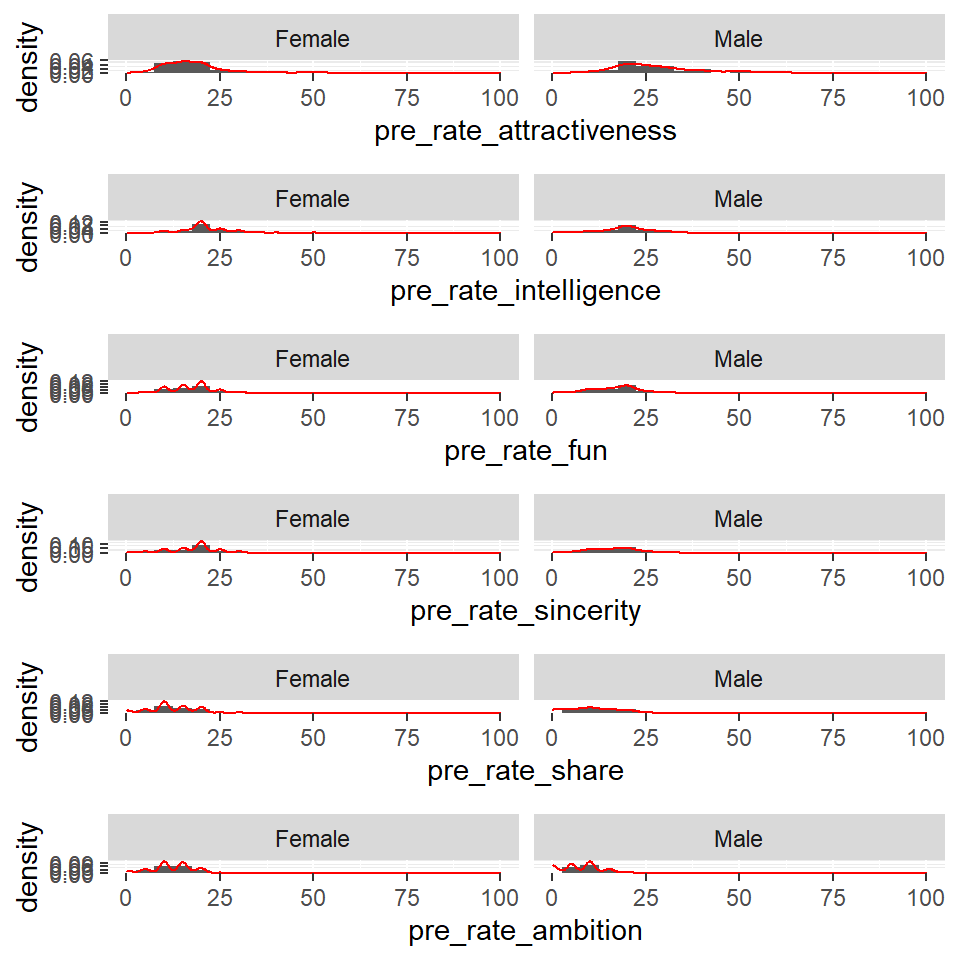 Female Male
density
0 25 50 75 100 0 25 50 75 100
pre_rate_attractiveness
Female Male
density
0 25 50 75 100 0 25 50 75 100
pre_rate_intelligence
Female Male
density
0 25 50 75 100 0 25 50 75 100
pre_rate_fun
Female Male
density
0 25 50 75 100 0 25 50 75 100
pre_rate_sincerity
Female Male
density
0 25 50 75 100 0 25 50 75 100
pre_rate_share
Female Male
density
0 25 50 75 100 0 25 50 75 100
pre_rate_ambition